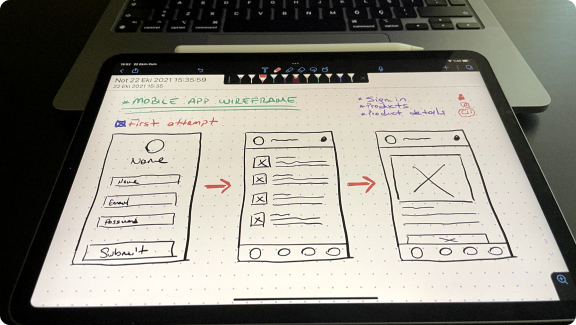 Not 22 Eki 2021 15:35:59
22 Eki 2021 15:35
* MOBILE APP WIREFRAME
* Sign in
* Products
* Product details
First attempt
Name
Name
Email
Password
Submit